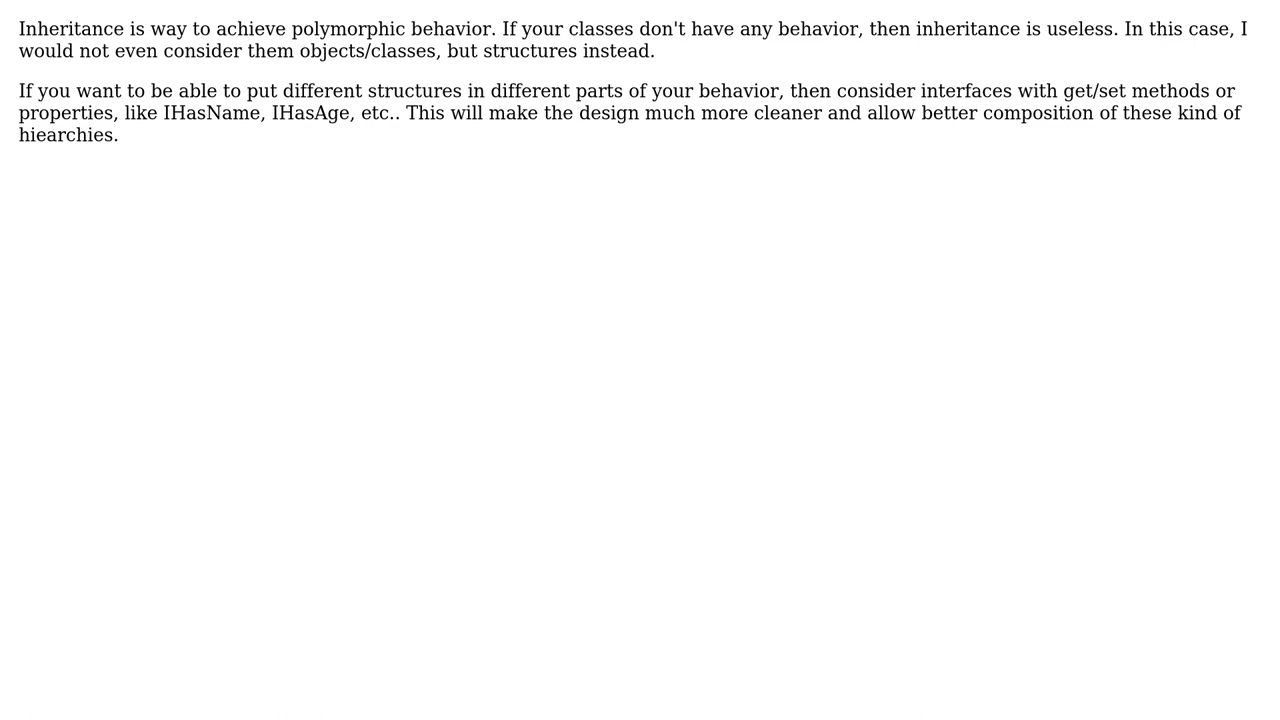 Inheritance is way to achieve polymorphic behavior. If your classes don't have any behavior, then inheritance is useless. In this case, I
would not even consider them objects/classes, but structures instead.
If you want to be able to put different structures in different parts of your behavior, then consider interfaces with get/set methods or
properties, like IHasName, IHasAge, etc.. This will make the design much more cleaner and allow better composition of these kind of
hiearchies.